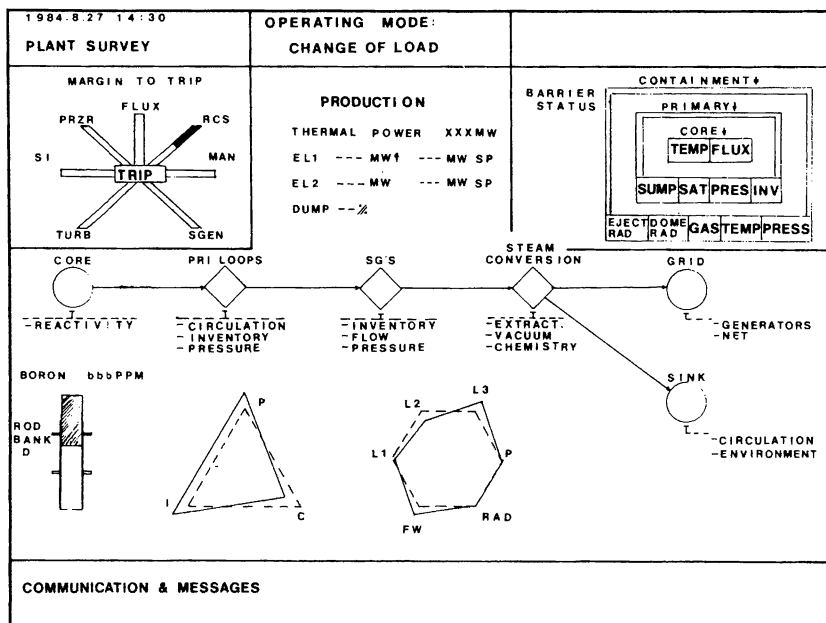 1984.8.27 14:30
PLANT SURVEY
OPERATING MODE:
CHANGE OF LOAD
MARGIN TO TRIP
FLUX
PRZR
RCS
SI
TRIP
MAN
TURB
SGEN
PRODUCTION
THERMAL POWER XXXMW
EL1 --- MW↑ --- MW SP
EL2 --- MW --- MW SP
DUMP --%
BARRIER
STATUS
CONTAINMENT↓
PRIMARY↓
CORE↓
TEMP FLUX
SUMP SAT PRES INV
EJECT RAD DOME RAD GAS TEMP PRESS
CORE
-REACTIVITY
PRI LOOPS
-CIRCULATION
-INVENTORY
-PRESSURE
SG'S
-INVENTORY
-FLOW
-PRESSURE
STEAM
CONVERSION
-EXTRACT.
-VACUUM
-CHEMISTRY
GRID
-GENERATORS
-NET
SINK
-CIRCULATION
-ENVIRONMENT
BORON bbbPPM
ROD
BANK
D
P
I
C
L2
L3
L1
P
FW
RAD
COMMUNICATION & MESSAGES